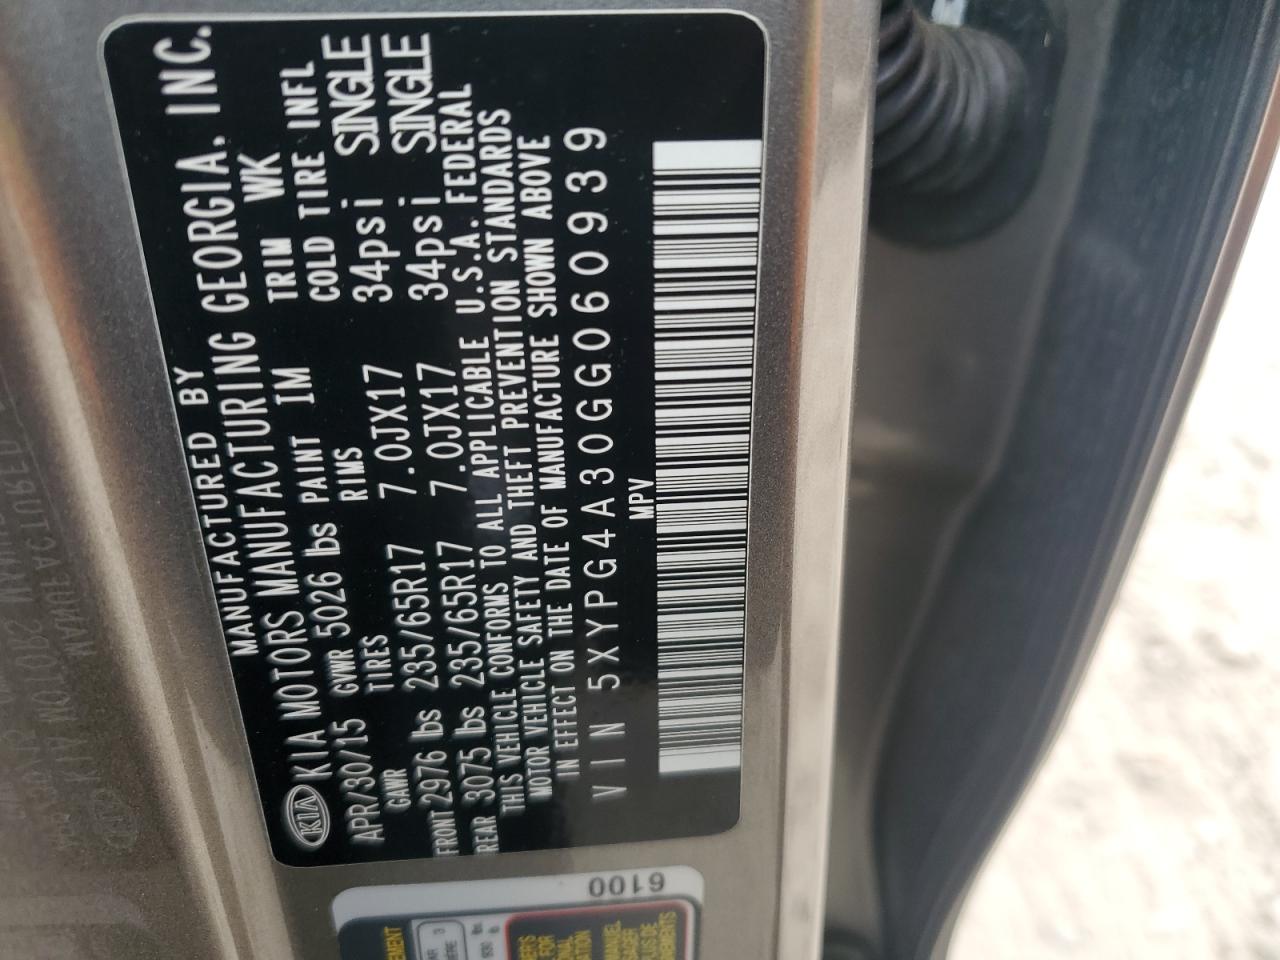 MANUFACTURED BY
KIA KIA MOTORS MANUFACTURING GEORGIA. INC.
APR/30/15 GVWR 5026 lbs PAINT IM TRIM WK
GAWR TIRES RIMS COLD TIRE INFL
FRONT 2976 lbs 235/65R17 7.0JX17 34psi SINGLE
REAR 3075 lbs 235/65R17 7.0JX17 34psi SINGLE
THIS VEHICLE CONFORMS TO ALL APPLICABLE U.S.A. FEDERAL
MOTOR VEHICLE SAFETY AND THEFT PREVENTION STANDARDS
IN EFFECT ON THE DATE OF MANUFACTURE SHOWN ABOVE
VIN 5XYPG4A30GG060939
MPV
6100